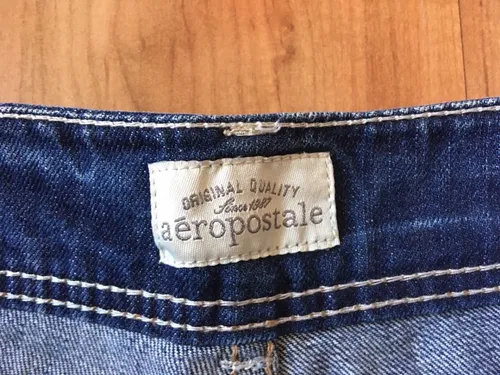 ORIGINAL QUALITY
Since 1987
aéropostale